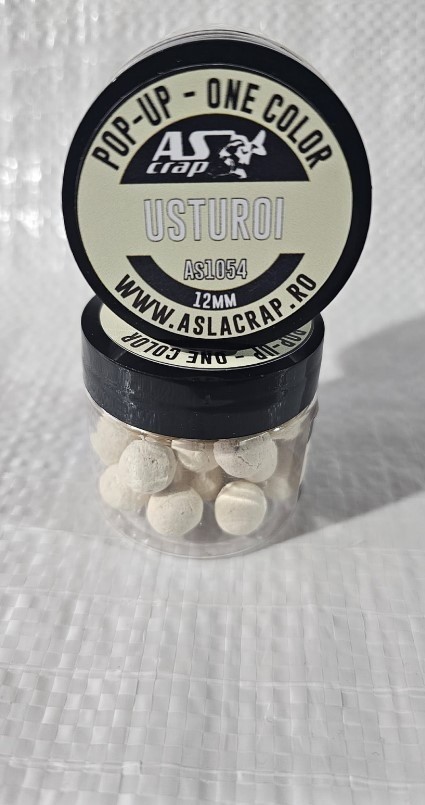 POP-UP - ONE COLOR
AS
crap
USTUROI
AS1054
12MM
WWW.ASLACRAP.RO
POP-UP - ONE COLOR